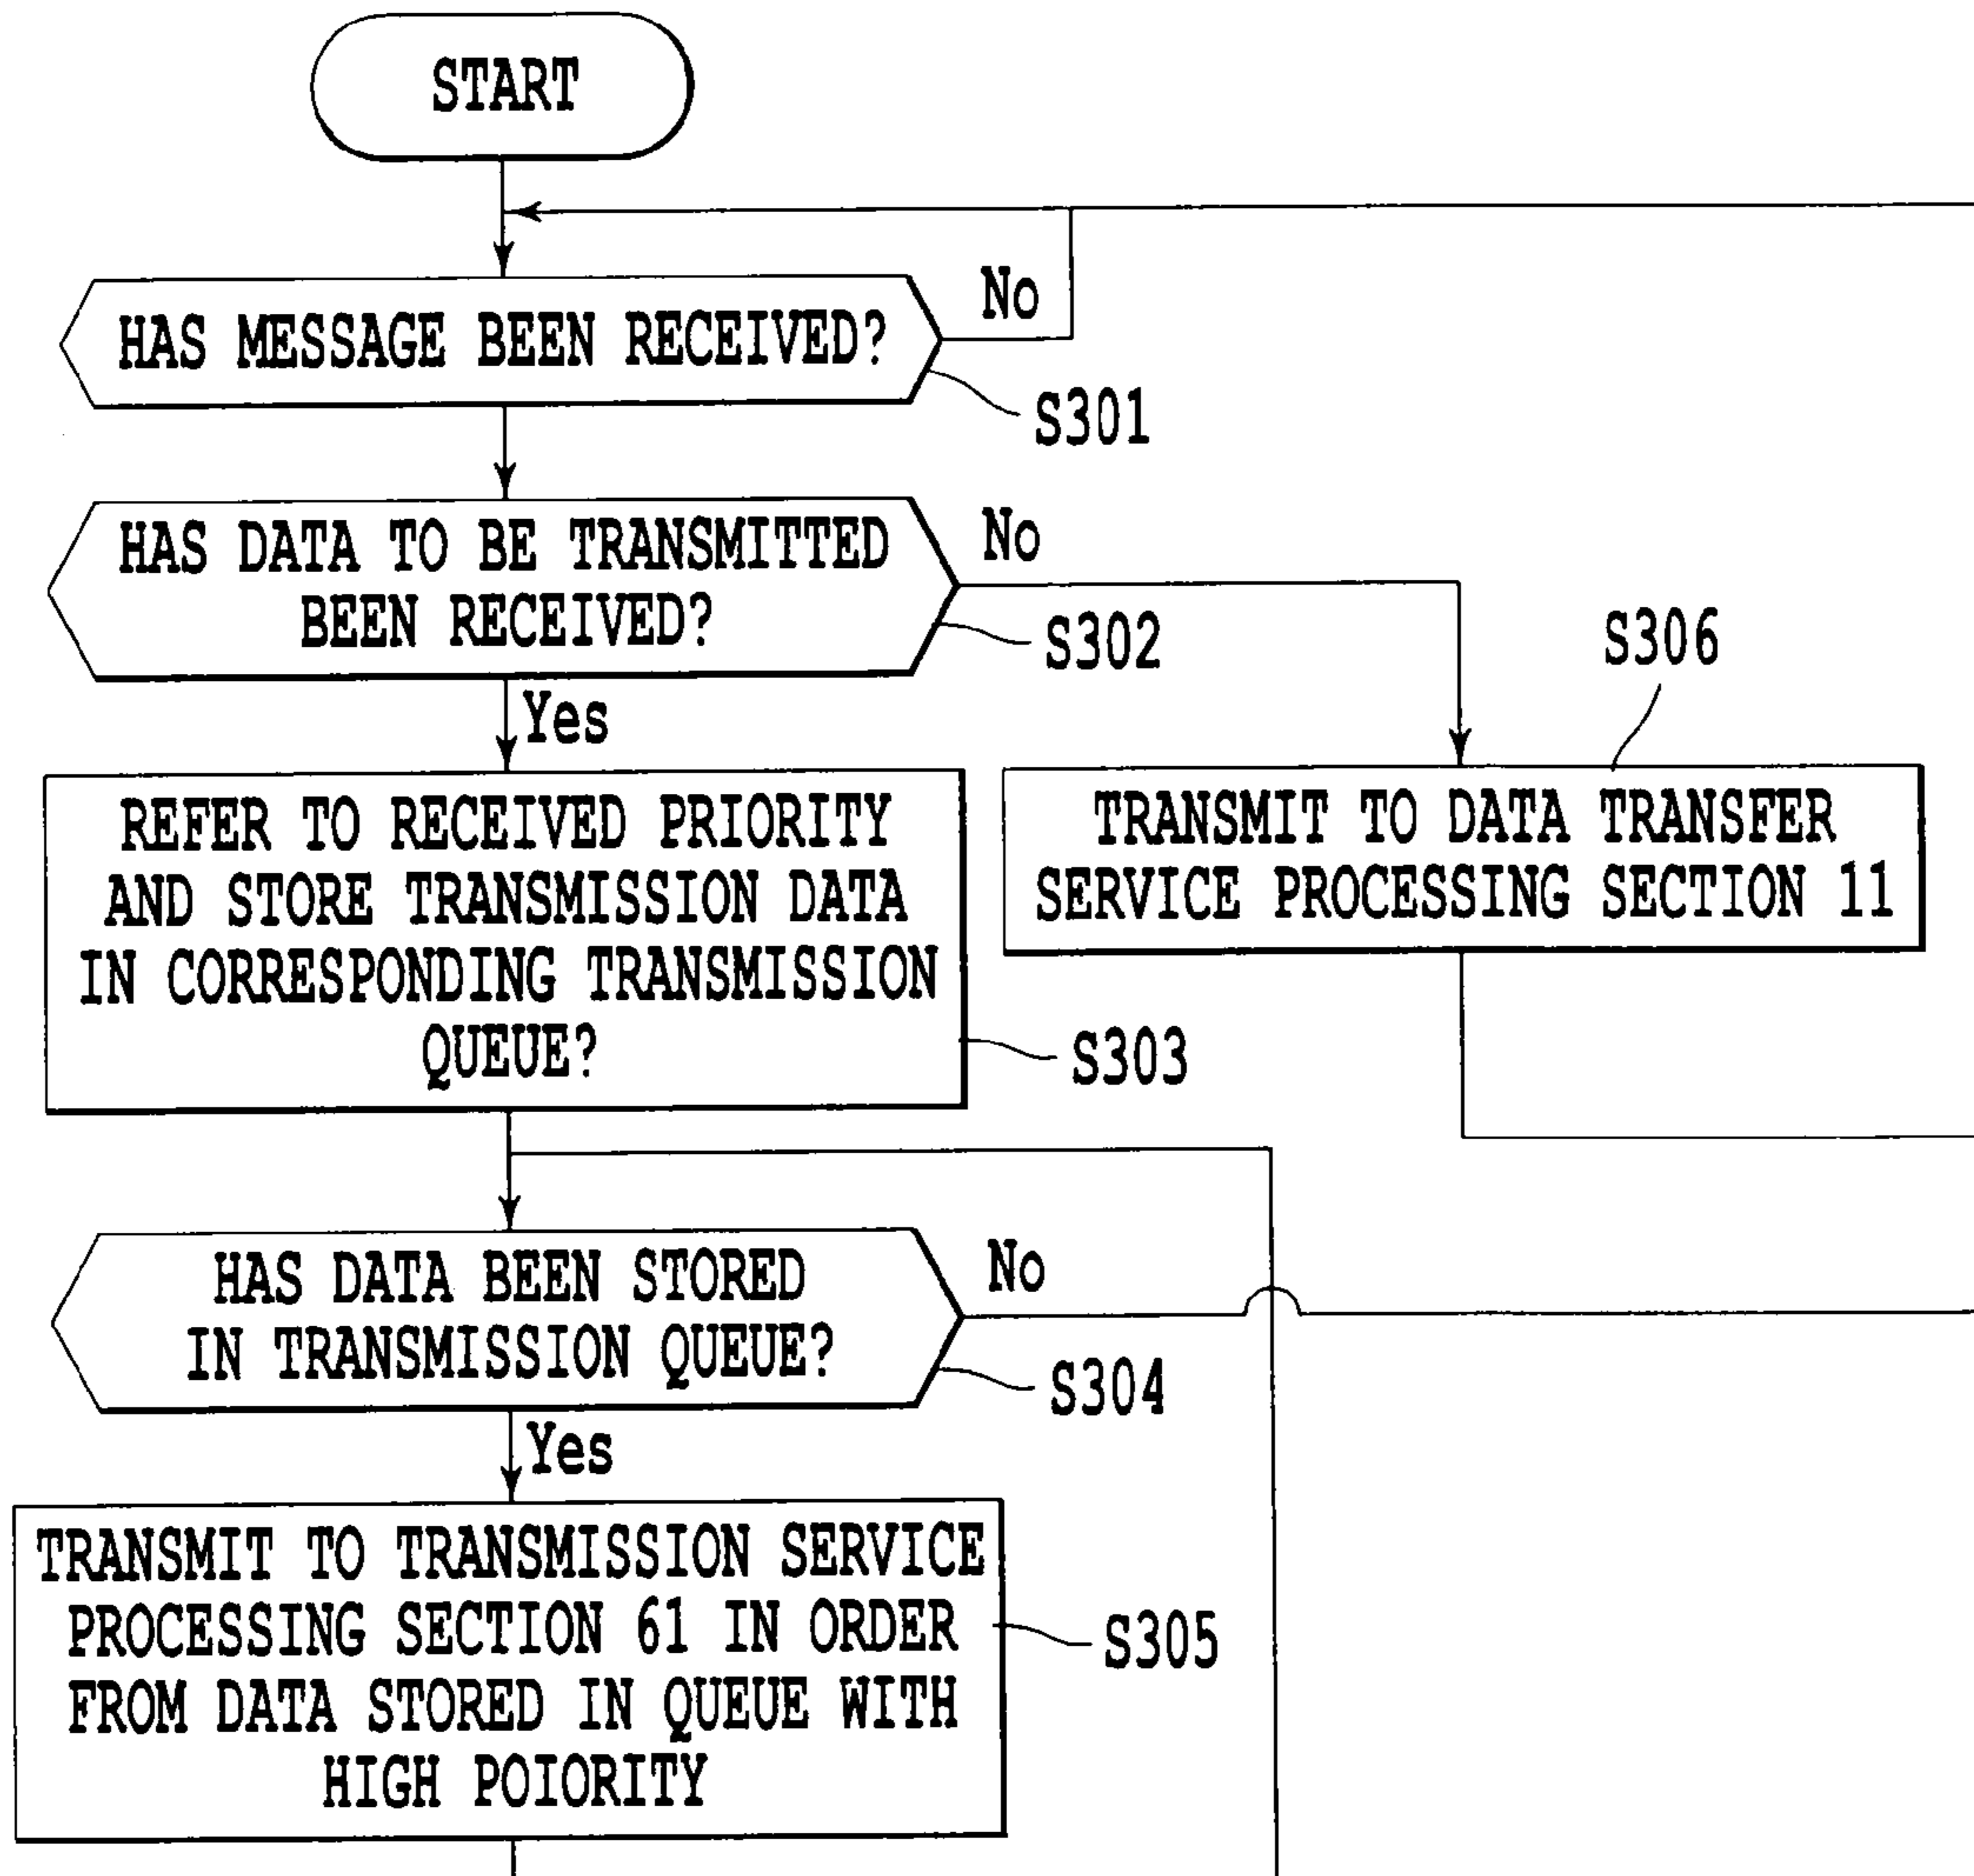 START
No
HAS MESSAGE BEEN RECEIVED?
S301
HAS DATA TO BE TRANSMITTED
BEEN RECEIVED?
No
S302
S306
Yes
REFER TO RECEIVED PRIORITY
AND STORE TRANSMISSION DATA
IN CORRESPONDING TRANSMISSION
QUEUE?
S303
TRANSMIT TO DATA TRANSFER
SERVICE PROCESSING SECTION 11
HAS DATA BEEN STORED
IN TRANSMISSION QUEUE?
No
S304
Yes
TRANSMIT TO TRANSMISSION SERVICE
PROCESSING SECTION 61 IN ORDER
FROM DATA STORED IN QUEUE WITH
HIGH POIORITY
S305